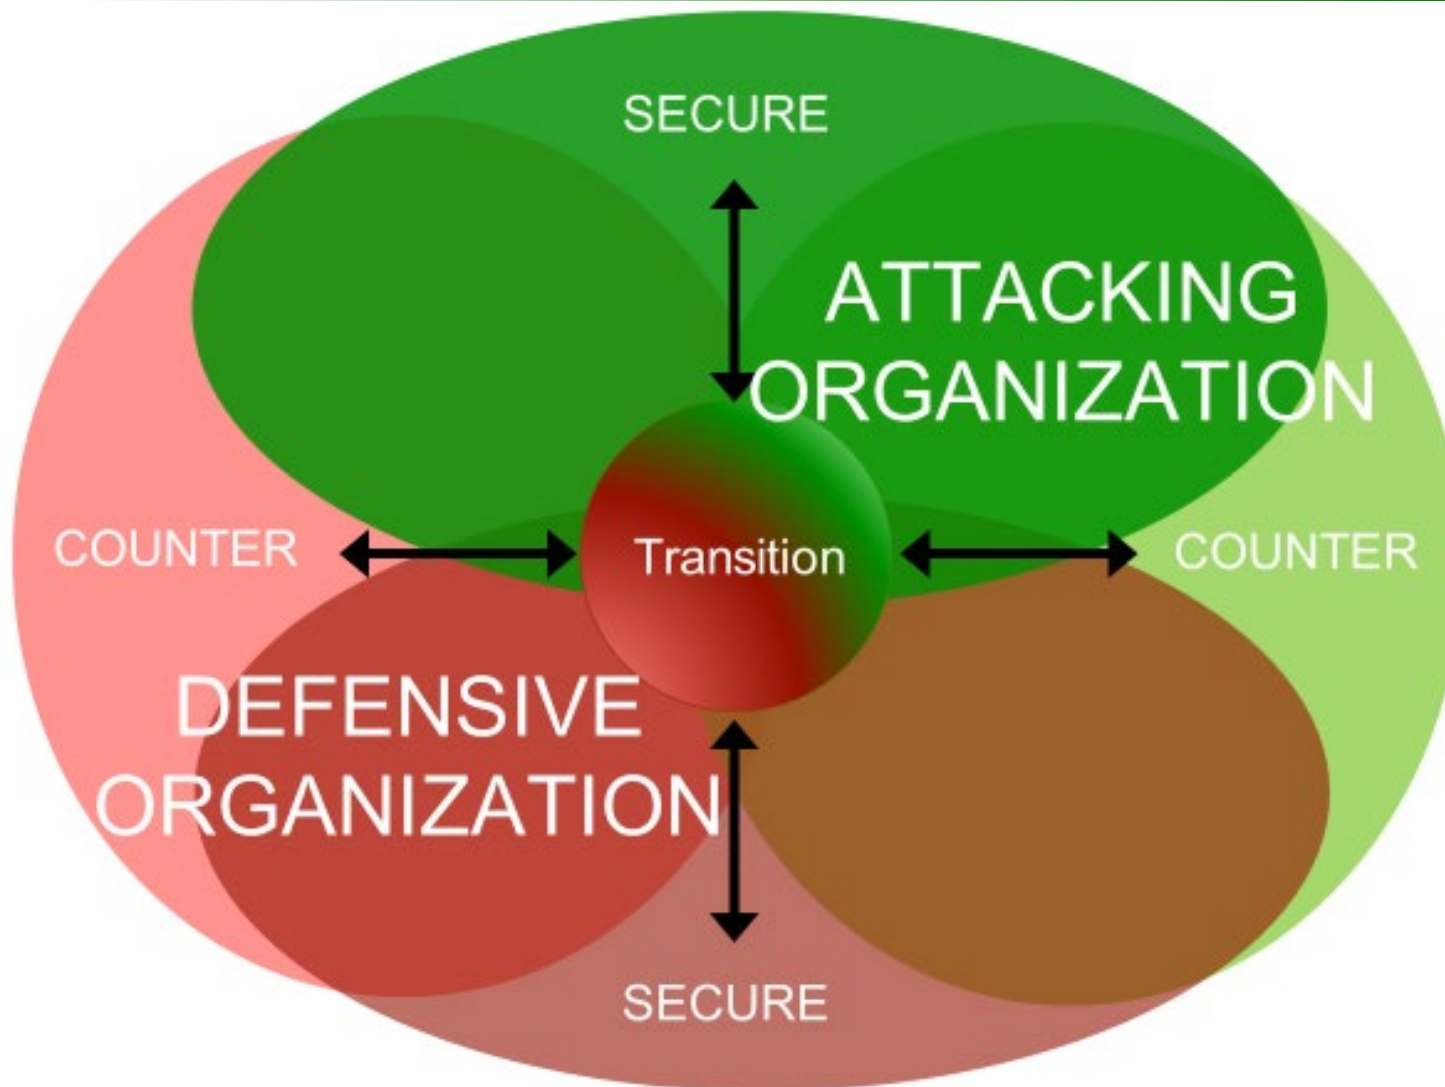 SECURE
ATTACKING
ORGANIZATION
COUNTER
Transition
COUNTER
DEFENSIVE
ORGANIZATION
SECURE